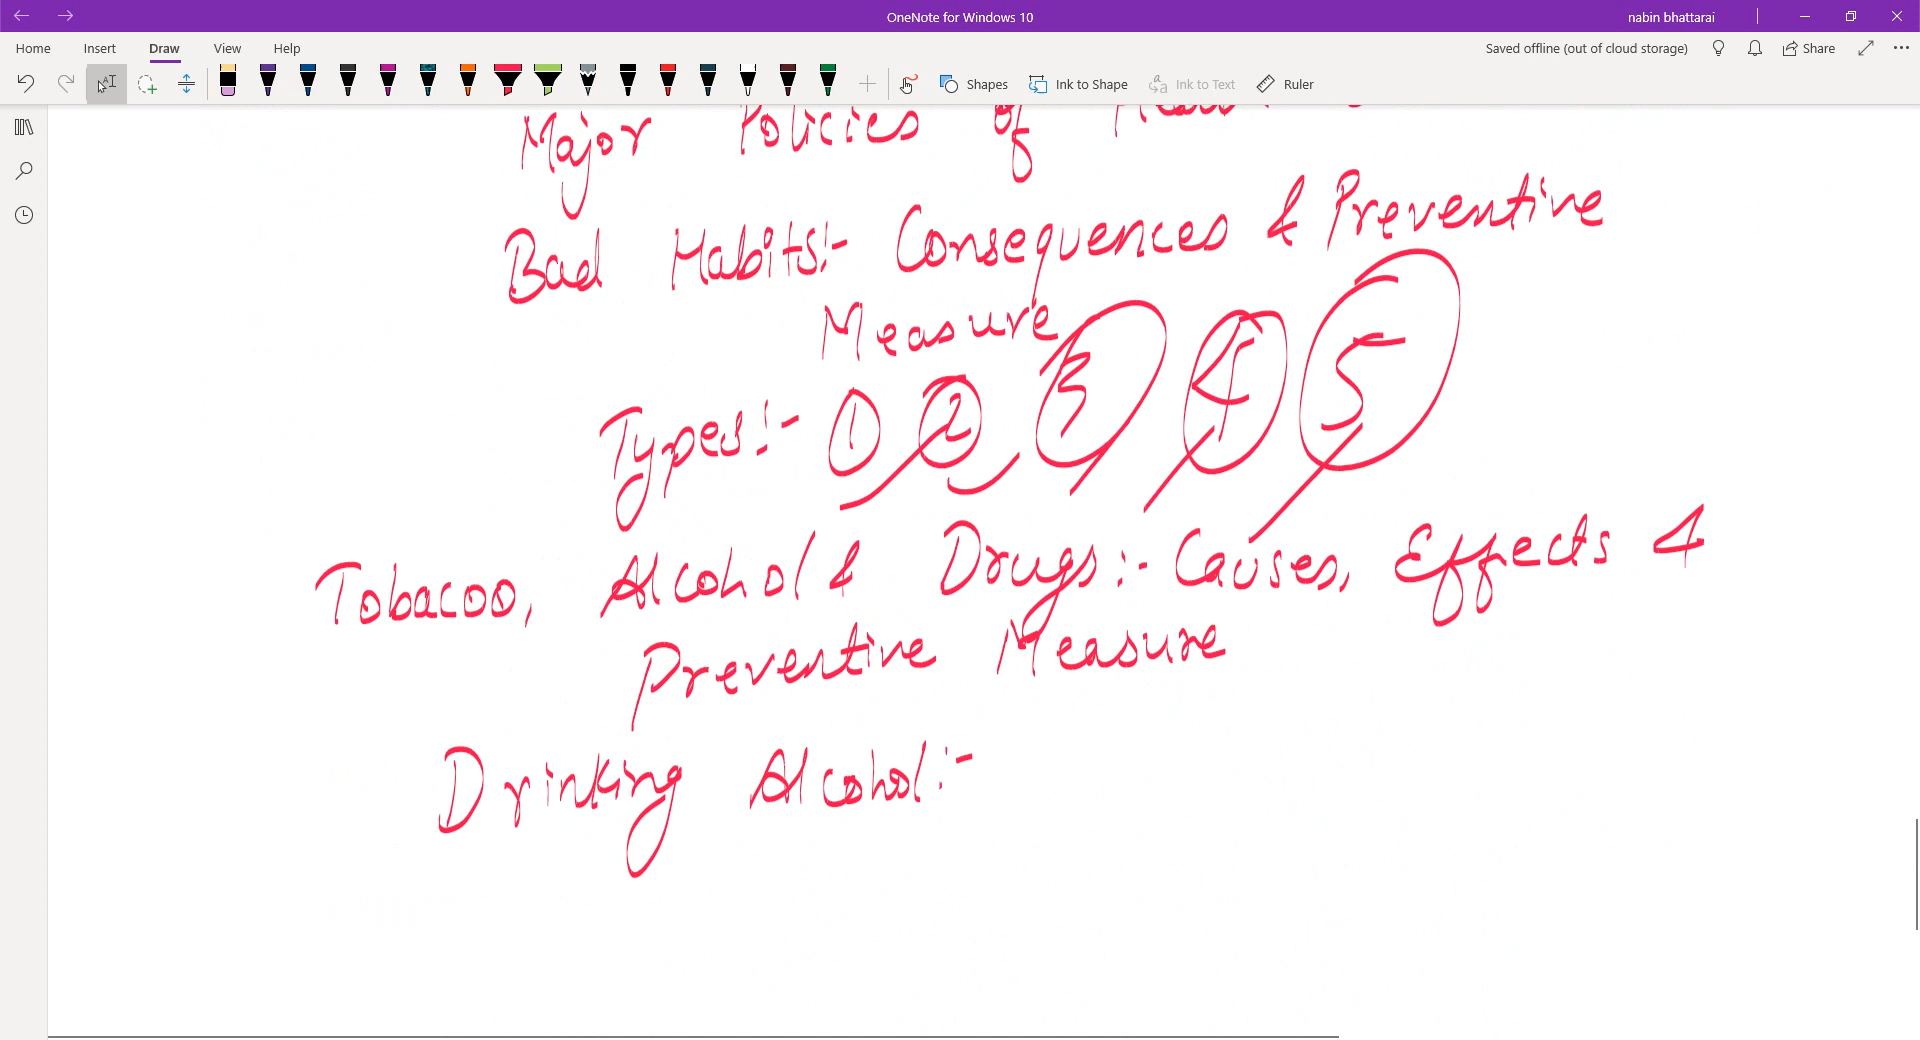 OneNote for Windows 10
nabin bhattarai
Home Insert Draw View Help
Saved offline (out of cloud storage)
Share
Shapes Ink to Shape Ink to Text Ruler
Major Policies of
Bad Habits:- Consequences & Preventive
Measure
Types:- 1 2 3 4 5
Tobacoo, Alcohol & Drugs:- Causes, Effects &
Preventive Measure
Drinking Alcohol:-